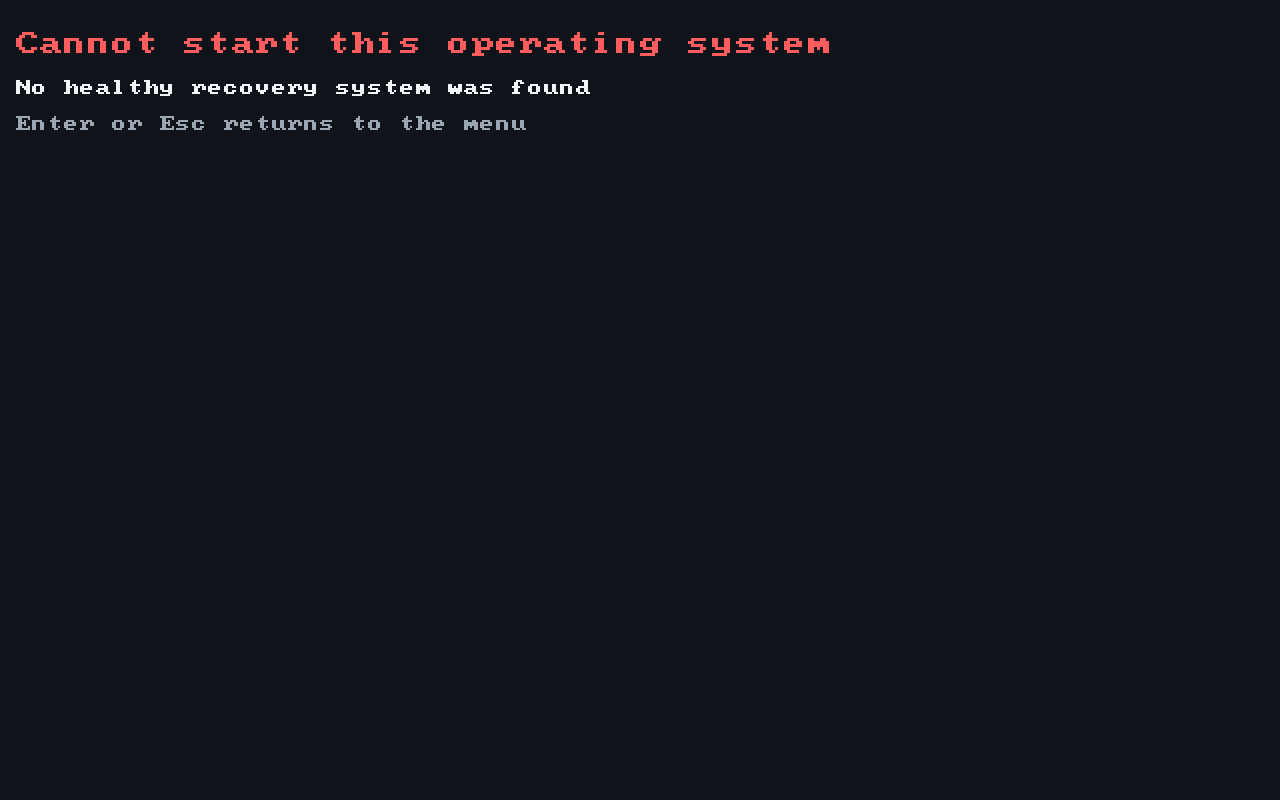 Cannot start this operating system
No healthy recovery system was found
Enter or Esc returns to the menu